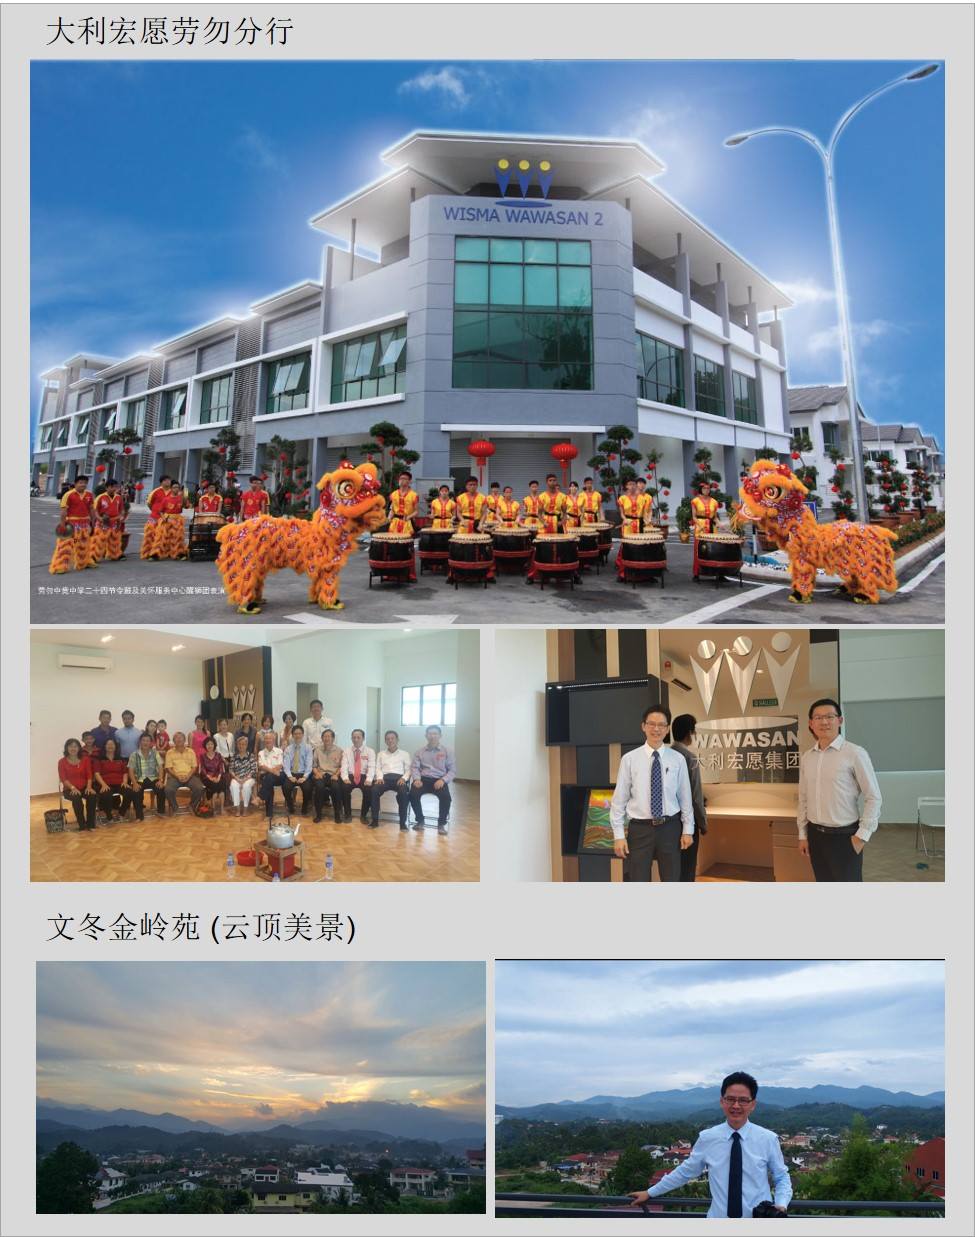 大利宏愿劳勿分行
WISMA WAWASAN 2
劳勿中竞中学二十四节令鼓及关怀服务中心醒狮团表演
WAWASAN
大利宏愿集团
文冬金岭苑 (云顶美景)